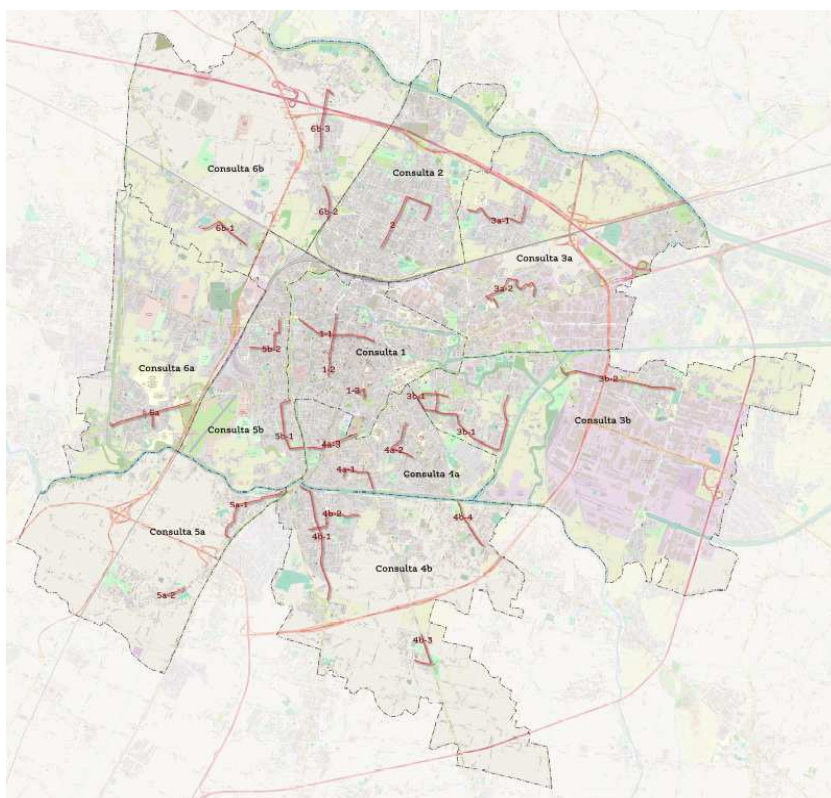 6b-3
Consulta 6b
Consulta 2
6b-2
3a-1
6b-1
2
Consulta 3a
3a-2
1-1
5b-2
Consulta 1
Consulta 6a
1-2
3b-2
1-3
3b-1
6a
Consulta 3b
Consulta 5b
5b-1
3b-1
4a-3
4a-2
4a-1
Consulta 4a
5a-1
4b-2
4b-4
Consulta 5a
4b-1
Consulta 4b
5a-2
4b-3